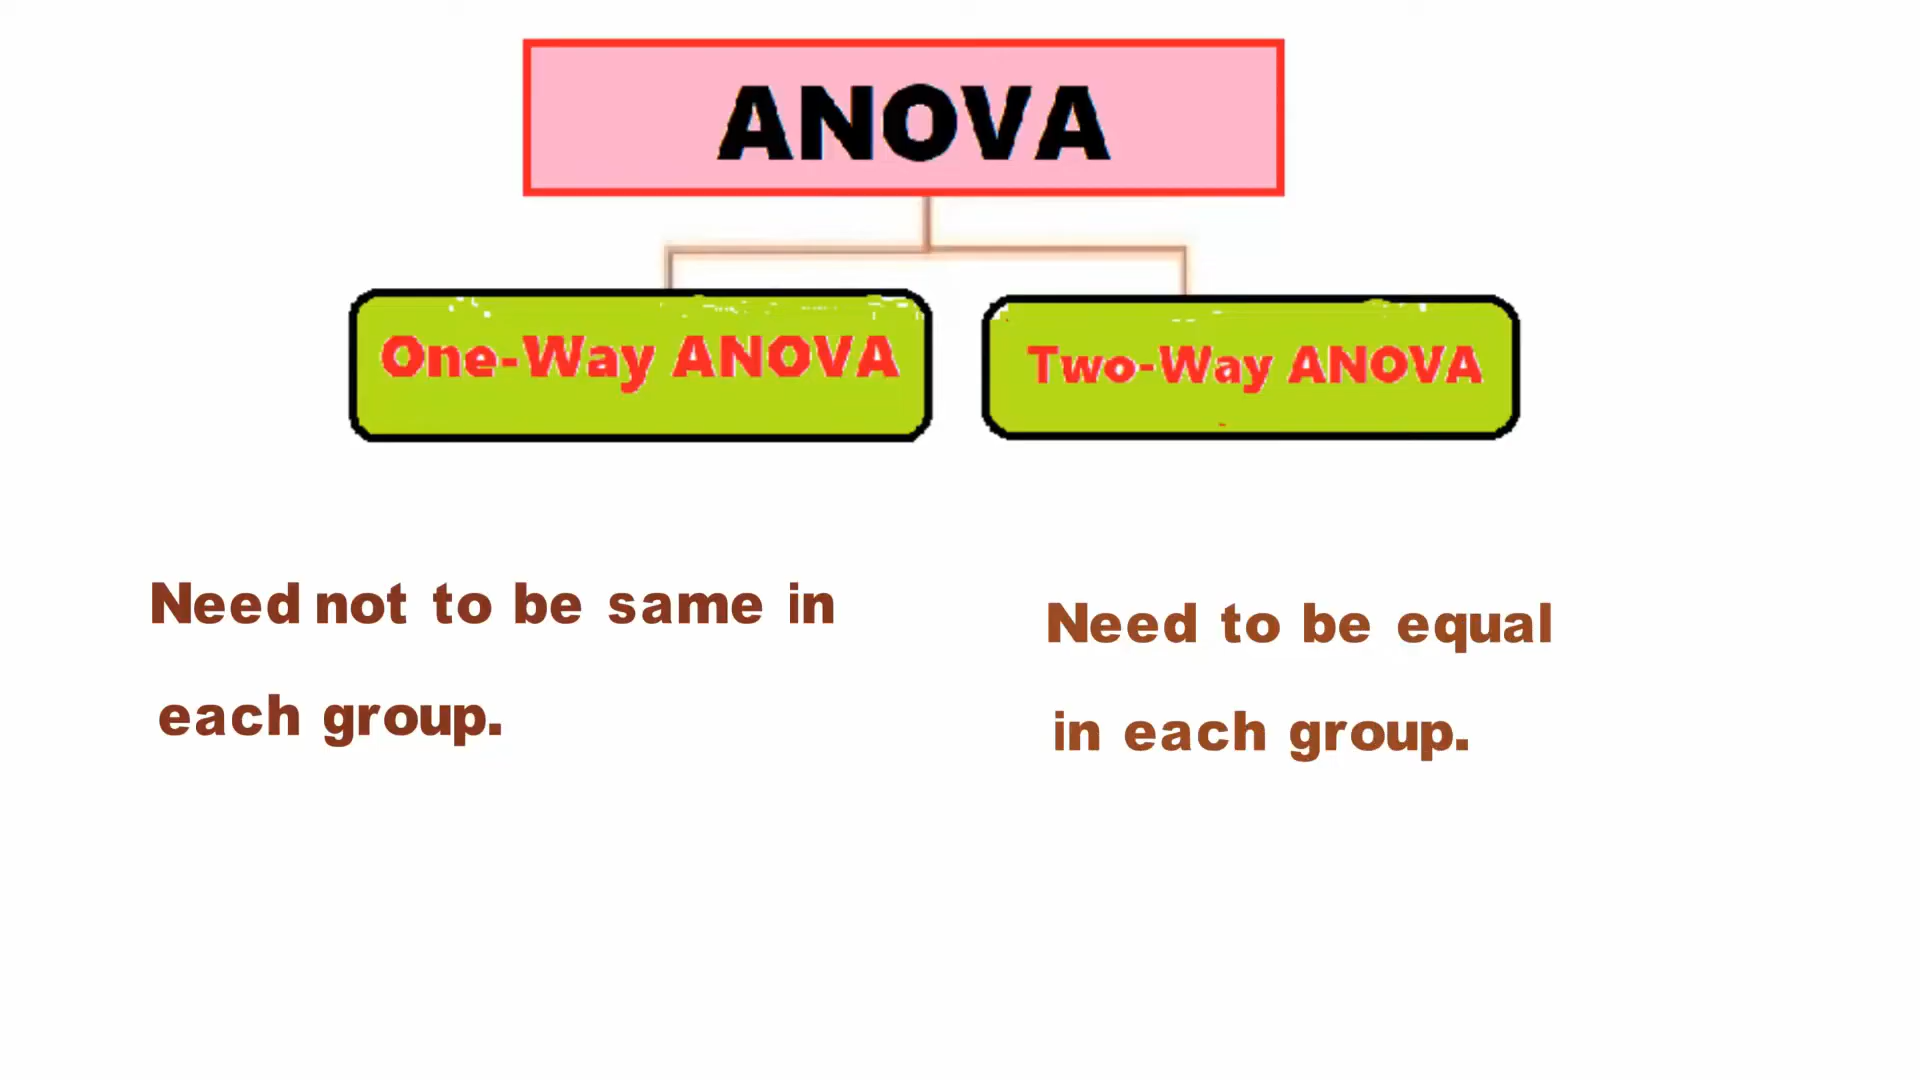 ANOVA
One-Way ANOVA
Two-Way ANOVA
Need not to be same in
each group.
Need to be equal
in each group.